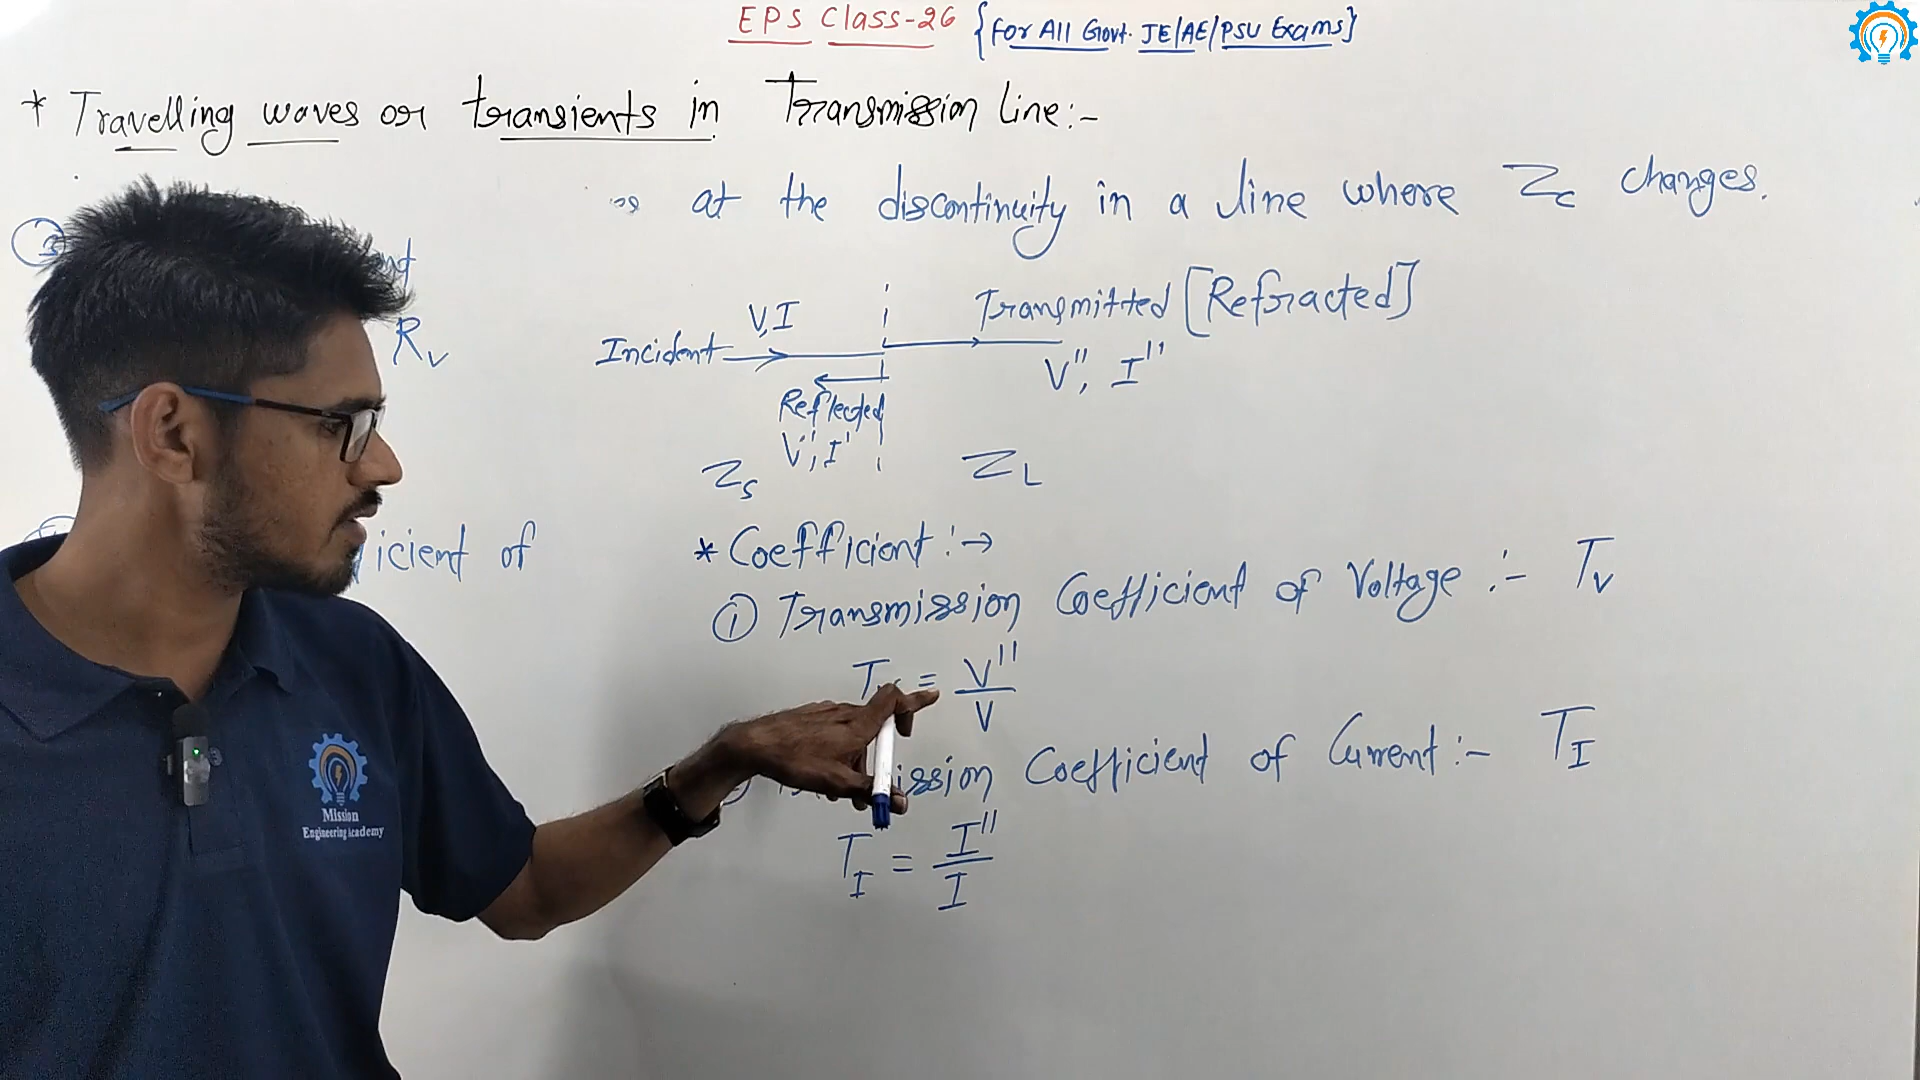 EPS Class-26 {For All Govt. JE/AE/PSU Exams}
* Travelling waves or transients in Transmission Line:-
at the discontinuity in a line where Zc changes.
③
RV
icient of
V,I
Incident
Transmitted [Refracted]
V'', I''
Reflected
V', I'
ZS ZL
* Coefficient :→
① Transmission Coefficient of Voltage :- TV
TV = V''/V
ission Coefficient of Current :- TI
TI = I''/I
Mission
Engineering Academy